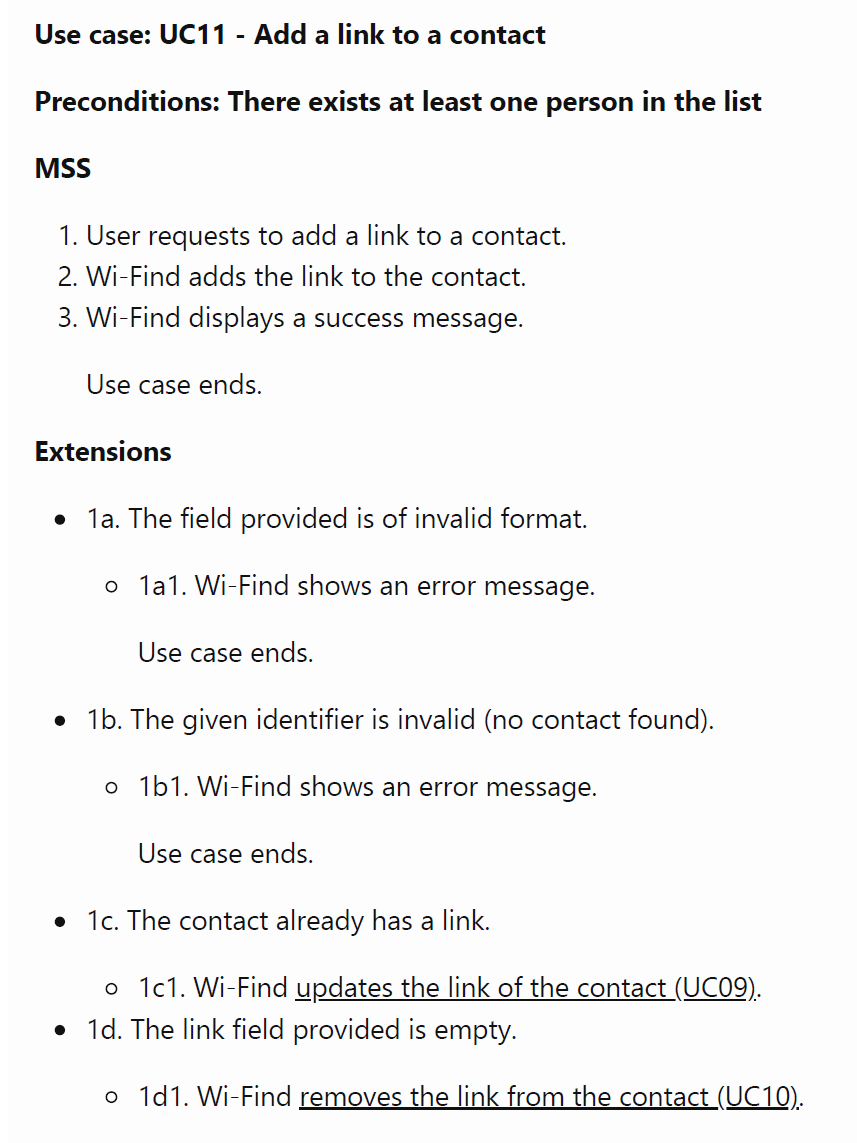 Use case: UC11 - Add a link to a contact
Preconditions: There exists at least one person in the list
MSS
1. User requests to add a link to a contact.
2. Wi-Find adds the link to the contact.
3. Wi-Find displays a success message.
Use case ends.
Extensions
• 1a. The field provided is of invalid format.
○ 1a1. Wi-Find shows an error message.
Use case ends.
• 1b. The given identifier is invalid (no contact found).
○ 1b1. Wi-Find shows an error message.
Use case ends.
• 1c. The contact already has a link.
○ 1c1. Wi-Find updates the link of the contact (UC09).
• 1d. The link field provided is empty.
○ 1d1. Wi-Find removes the link from the contact (UC10).